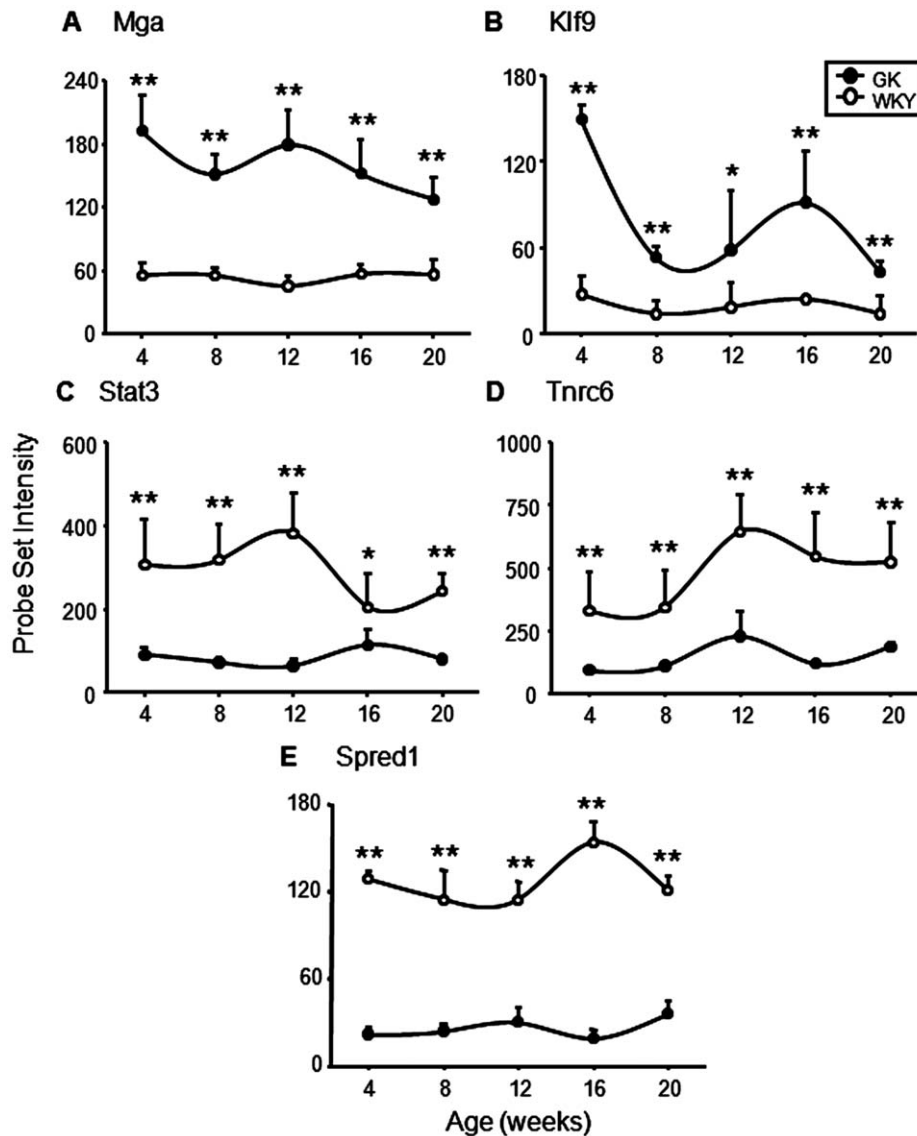 A Mga
240
180
120
60
0
** ** ** ** **
4 8 12 16 20
B Klf9
180
120
60
0
** ** * ** **
4 8 12 16 20
GK
WKY
C Stat3
600
400
200
0
** ** ** * **
4 8 12 16 20
D Tnrc6
1000
750
500
250
0
** ** ** ** **
4 8 12 16 20
Probe Set Intensity
E Spred1
180
120
60
0
** ** ** ** **
4 8 12 16 20
Age (weeks)